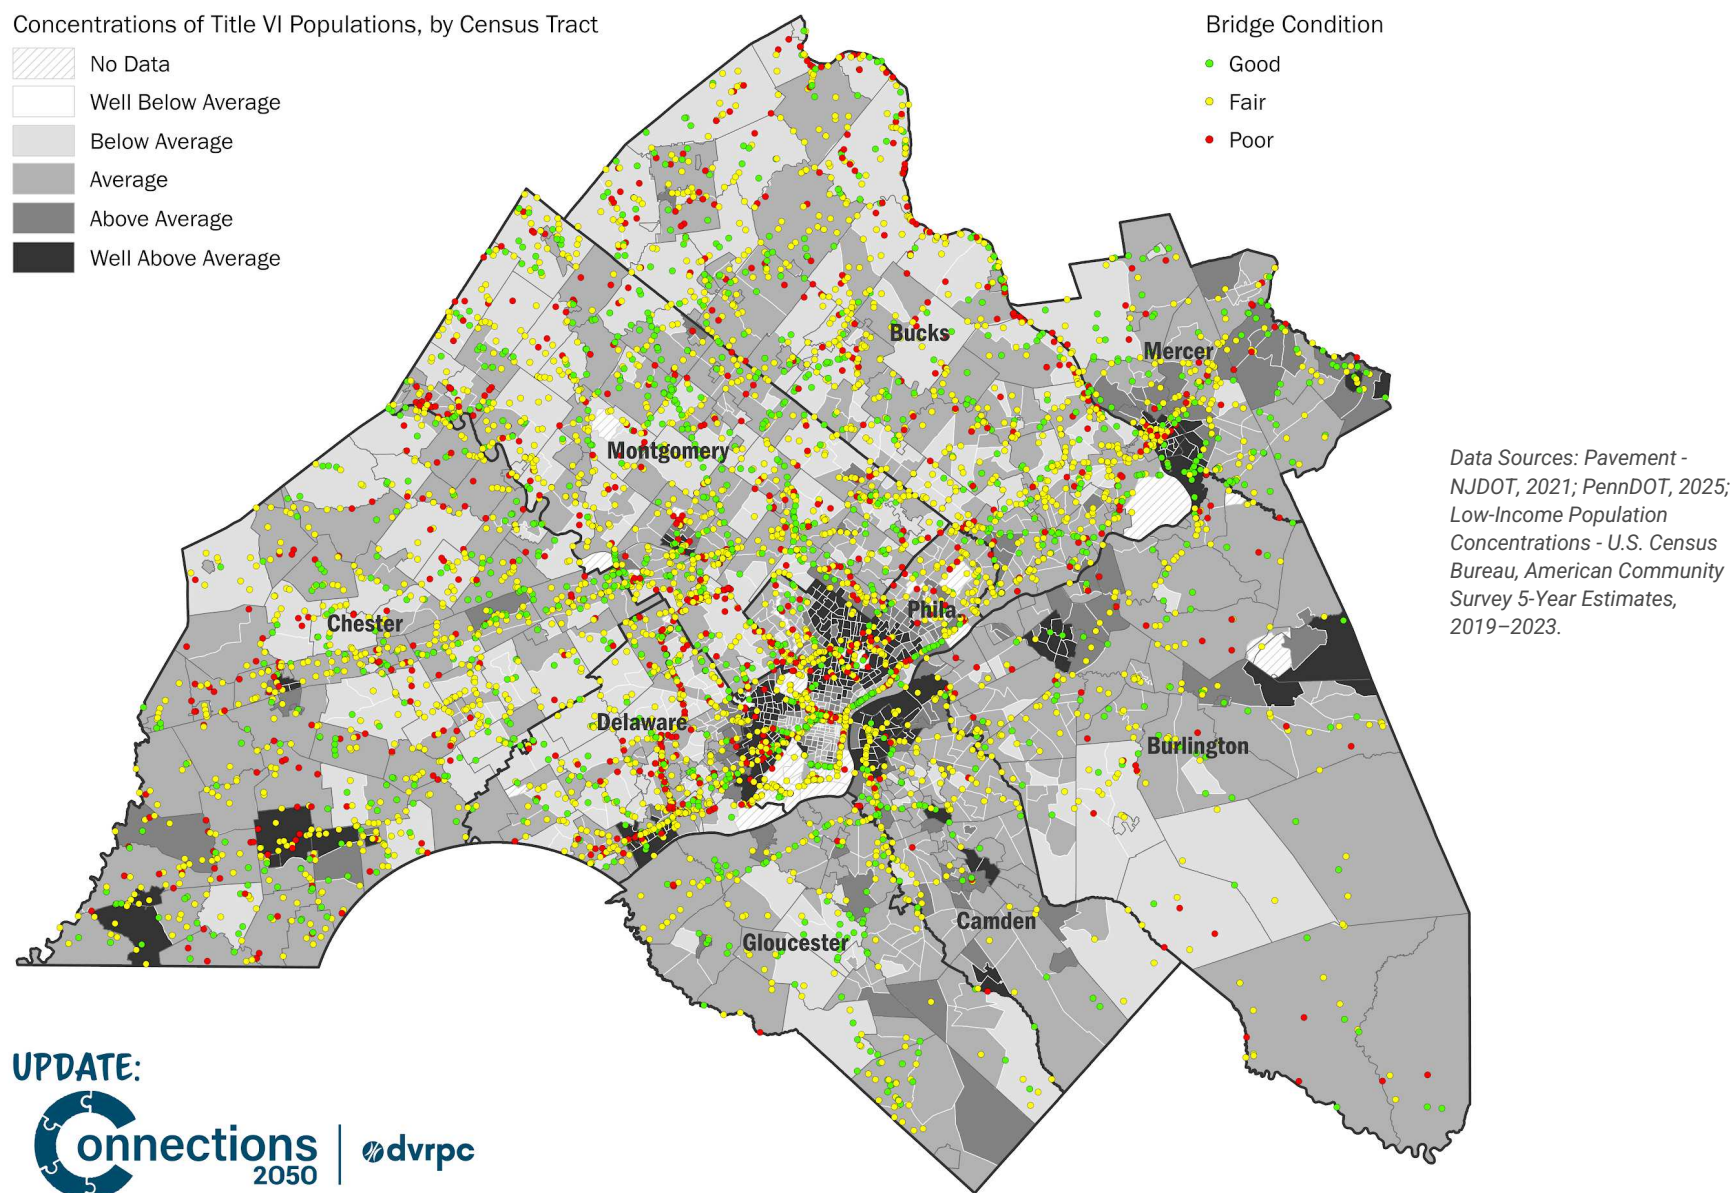 Concentrations of Title VI Populations, by Census Tract
No Data
Well Below Average
Below Average
Average
Above Average
Well Above Average
Bridge Condition
Good
Fair
Poor
Bucks
Mercer
Montgomery
Data Sources: Pavement -
NJDOT, 2021; PennDOT, 2025;
Low-Income Population
Concentrations - U.S. Census
Bureau, American Community
Survey 5-Year Estimates,
2019–2023.
Phila.
Chester
Delaware
Burlington
Camden
Gloucester
UPDATE:
Connections
2050
dvrpc